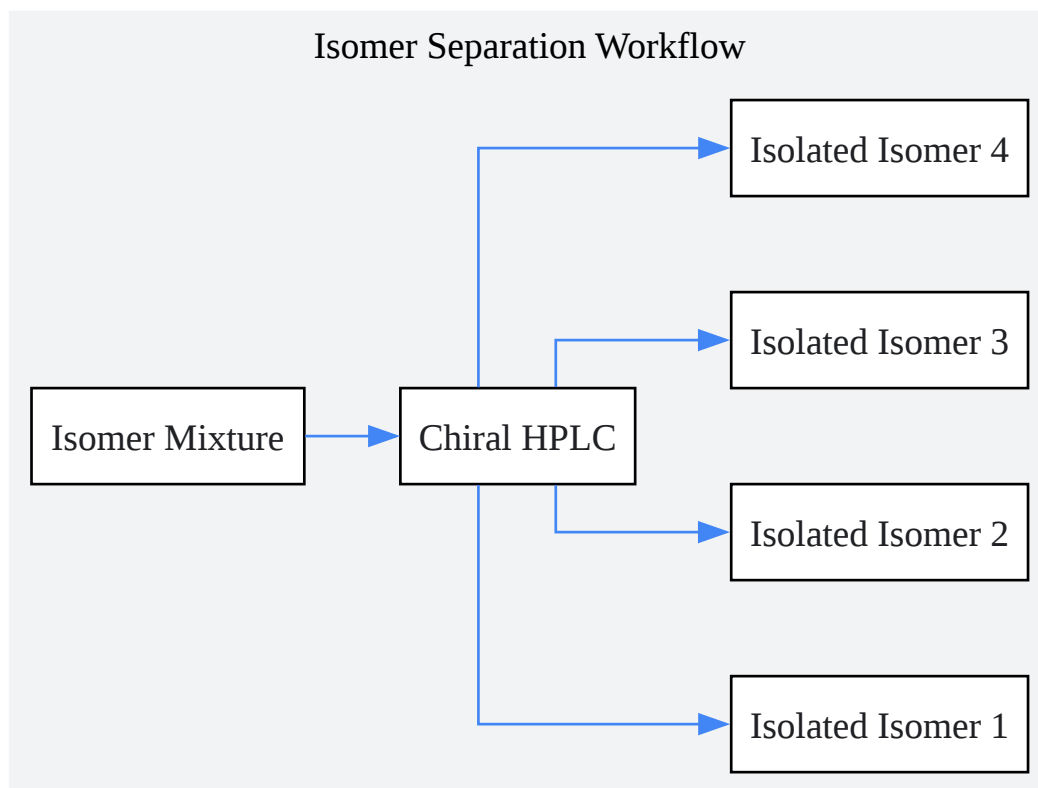 Isomer Separation Workflow
Isolated Isomer 4
Isolated Isomer 3
Isomer Mixture
Chiral HPLC
Isolated Isomer 2
Isolated Isomer 1